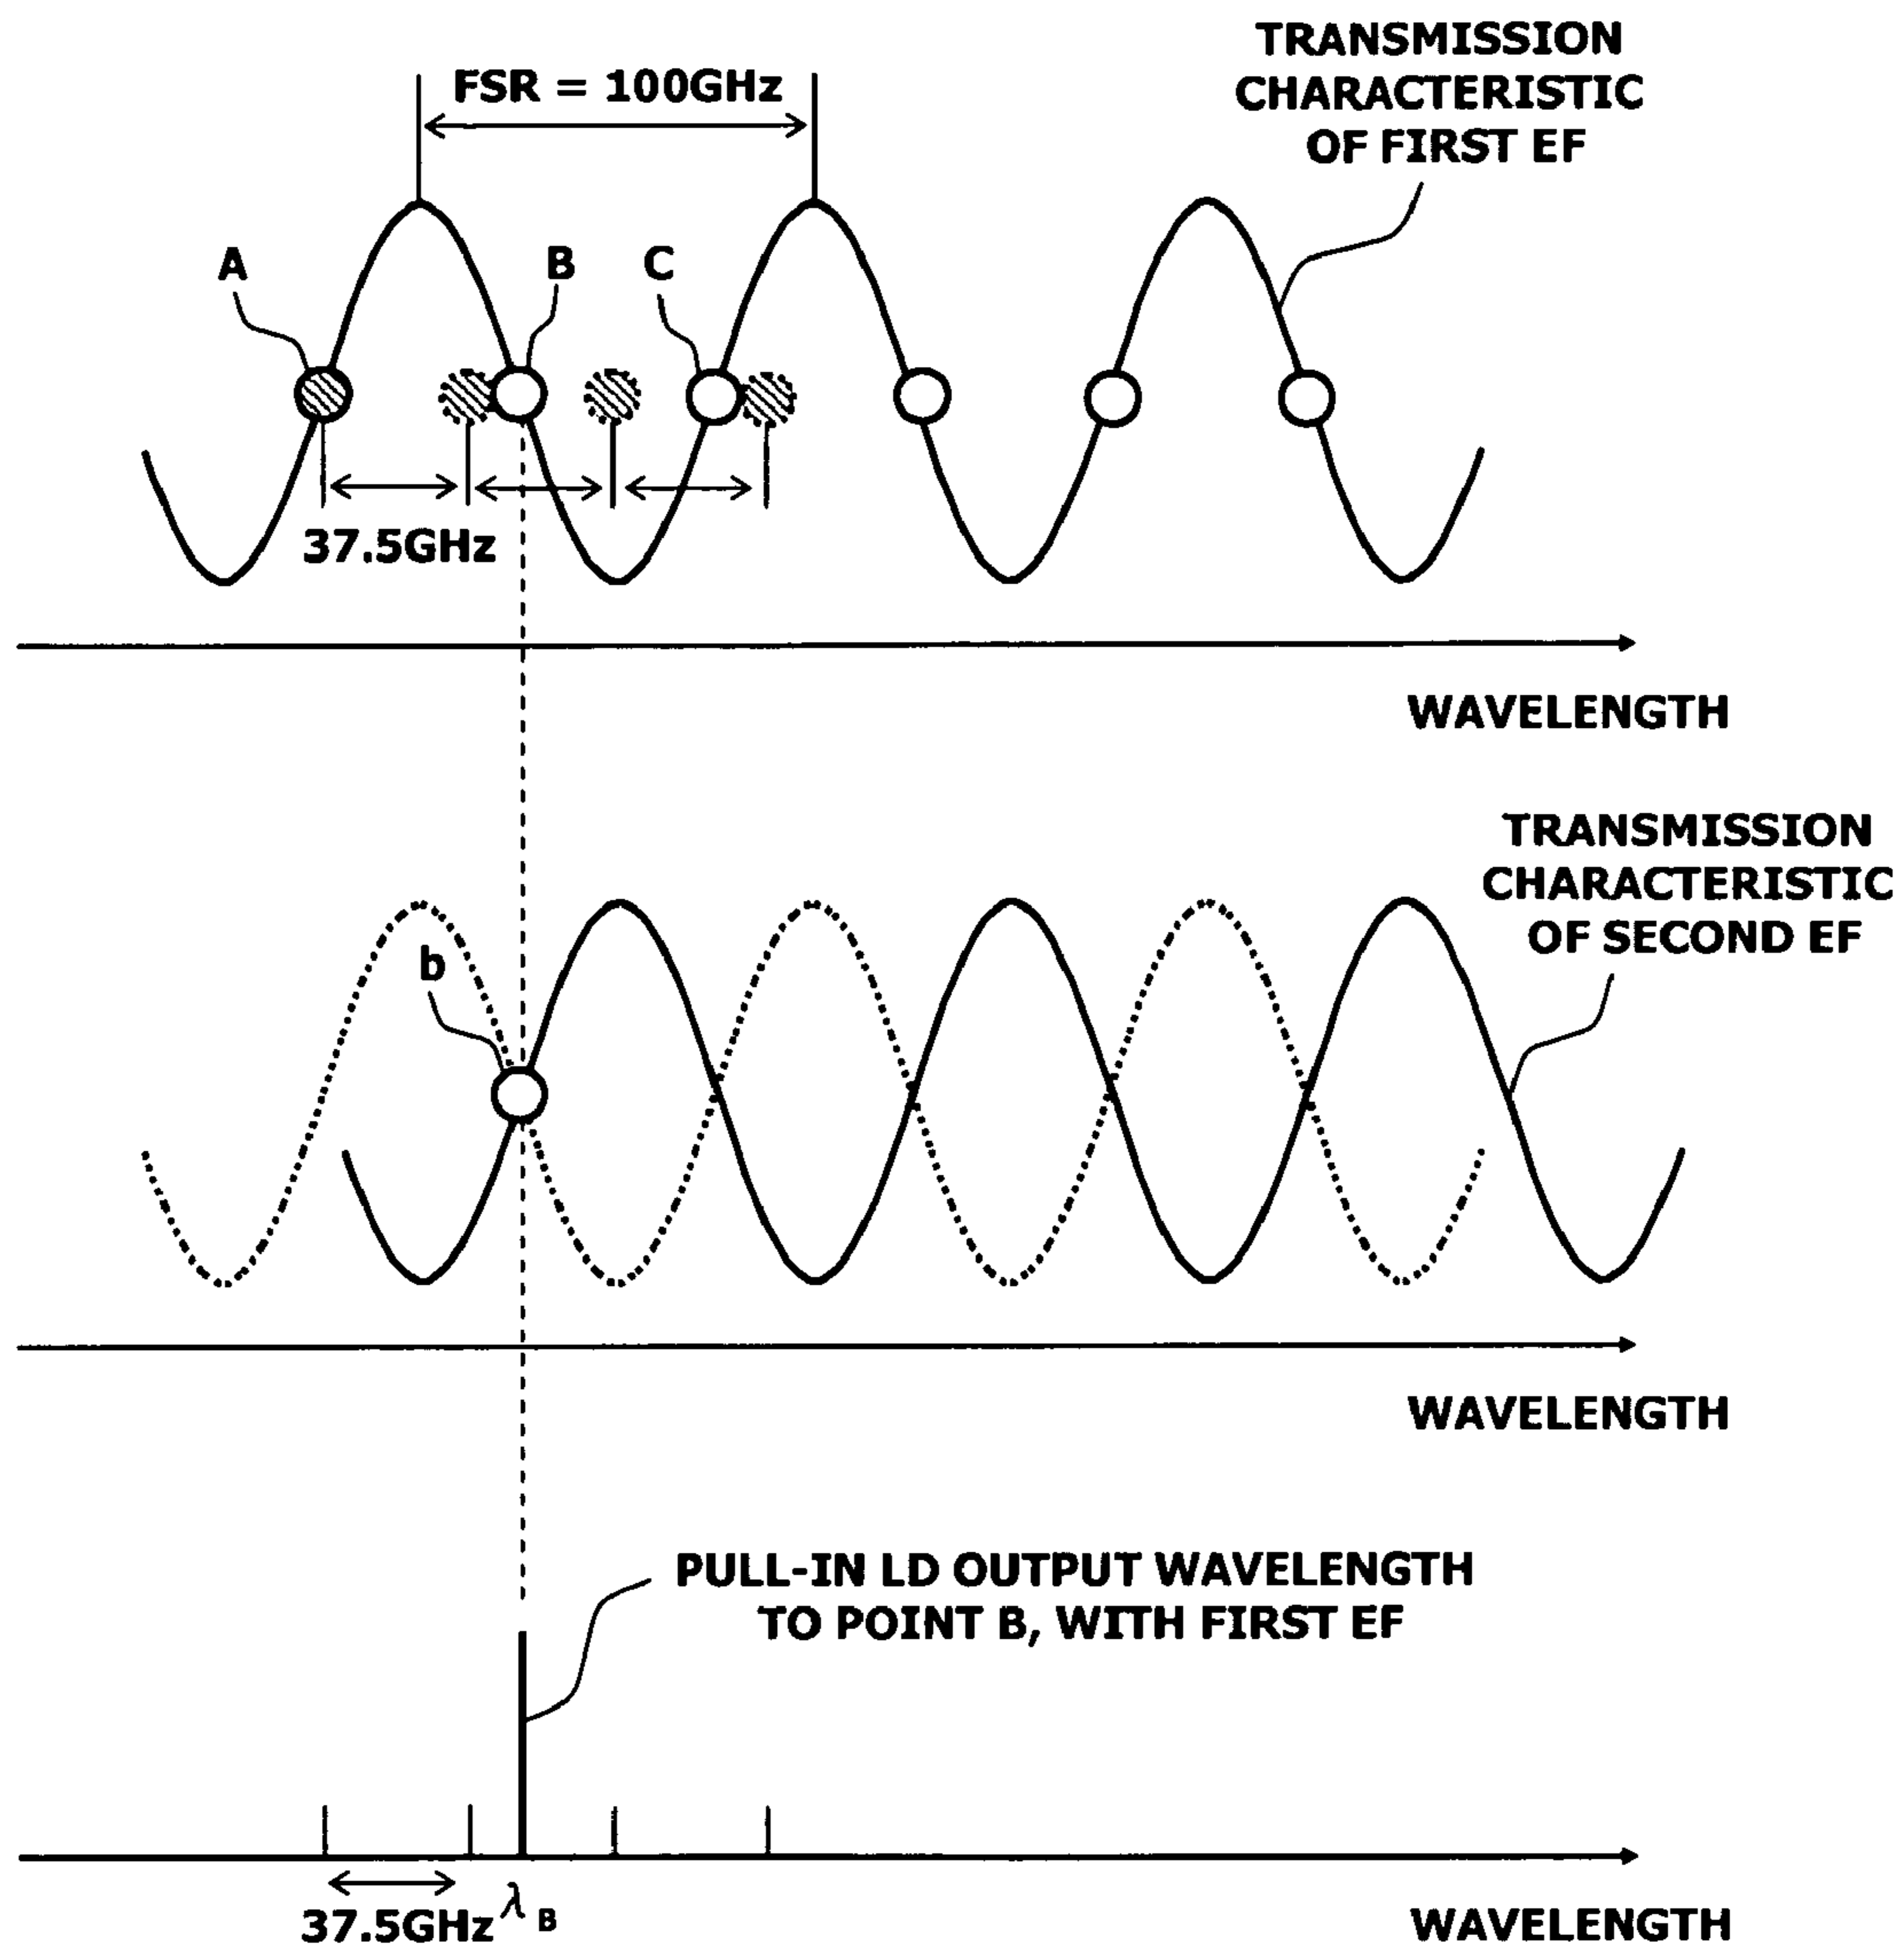 TRANSMISSION
CHARACTERISTIC
OF FIRST EF
FSR = 100GHz
A
B
C
37.5GHz
WAVELENGTH
TRANSMISSION
CHARACTERISTIC
OF SECOND EF
b
WAVELENGTH
PULL-IN LD OUTPUT WAVELENGTH
TO POINT B, WITH FIRST EF
37.5GHz
λB
WAVELENGTH